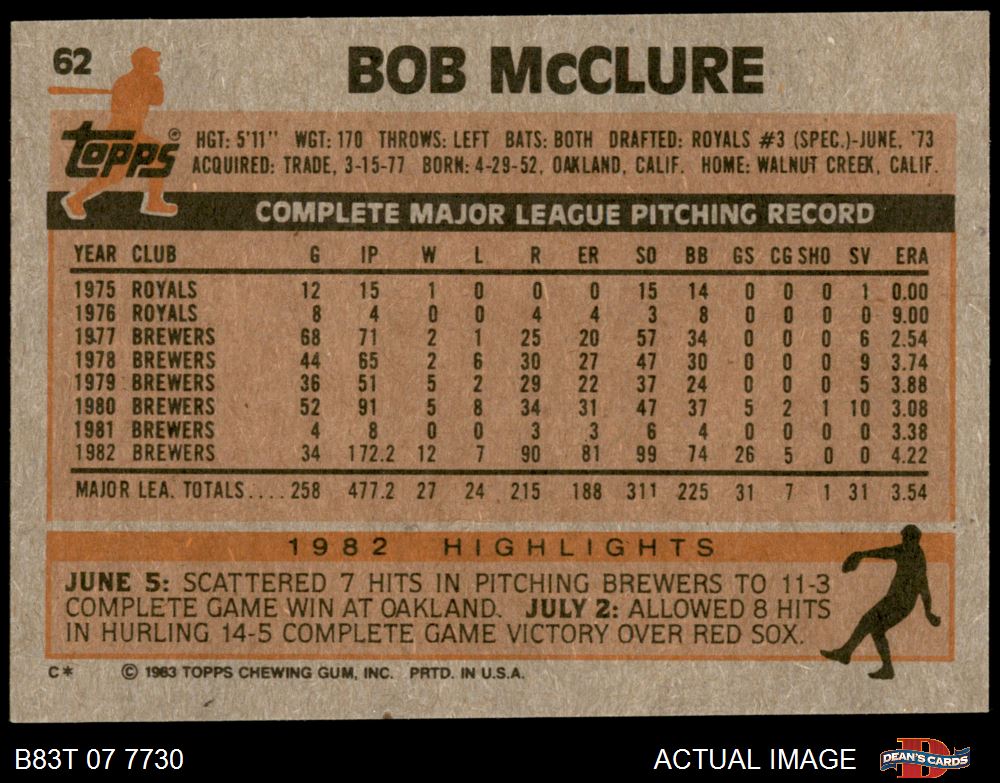 62
BOB McCLURE
topps®
HGT: 5'11" WGT: 170 THROWS: LEFT BATS: BOTH DRAFTED: ROYALS #3 (SPEC.)-JUNE, '73
ACQUIRED: TRADE, 3-15-77 BORN: 4-29-52, OAKLAND, CALIF. HOME: WALNUT CREEK, CALIF.
COMPLETE MAJOR LEAGUE PITCHING RECORD
YEAR CLUB G IP W L R ER SO BB GS CG SHO SV ERA
1975 ROYALS 12 15 1 0 0 0 15 14 0 0 0 1 0.00
1976 ROYALS 8 4 0 0 4 4 3 8 0 0 0 0 9.00
1977 BREWERS 68 71 2 1 25 20 57 34 0 0 0 6 2.54
1978 BREWERS 44 65 2 6 30 27 47 30 0 0 0 9 3.74
1979 BREWERS 36 51 5 2 29 22 37 24 0 0 0 5 3.88
1980 BREWERS 52 91 5 8 34 31 47 37 5 2 1 10 3.08
1981 BREWERS 4 8 0 0 3 3 6 4 0 0 0 0 3.38
1982 BREWERS 34 172.2 12 7 90 81 99 74 26 5 0 0 4.22
MAJOR LEA. TOTALS.... 258 477.2 27 24 215 188 311 225 31 7 1 31 3.54
1982 HIGHLIGHTS
JUNE 5: SCATTERED 7 HITS IN PITCHING BREWERS TO 11-3
COMPLETE GAME WIN AT OAKLAND. JULY 2: ALLOWED 8 HITS
IN HURLING 14-5 COMPLETE GAME VICTORY OVER RED SOX.
C* © 1983 TOPPS CHEWING GUM, INC. PRTD. IN U.S.A.
B83T 07 7730 ACTUAL IMAGE DEAN'S CARDS